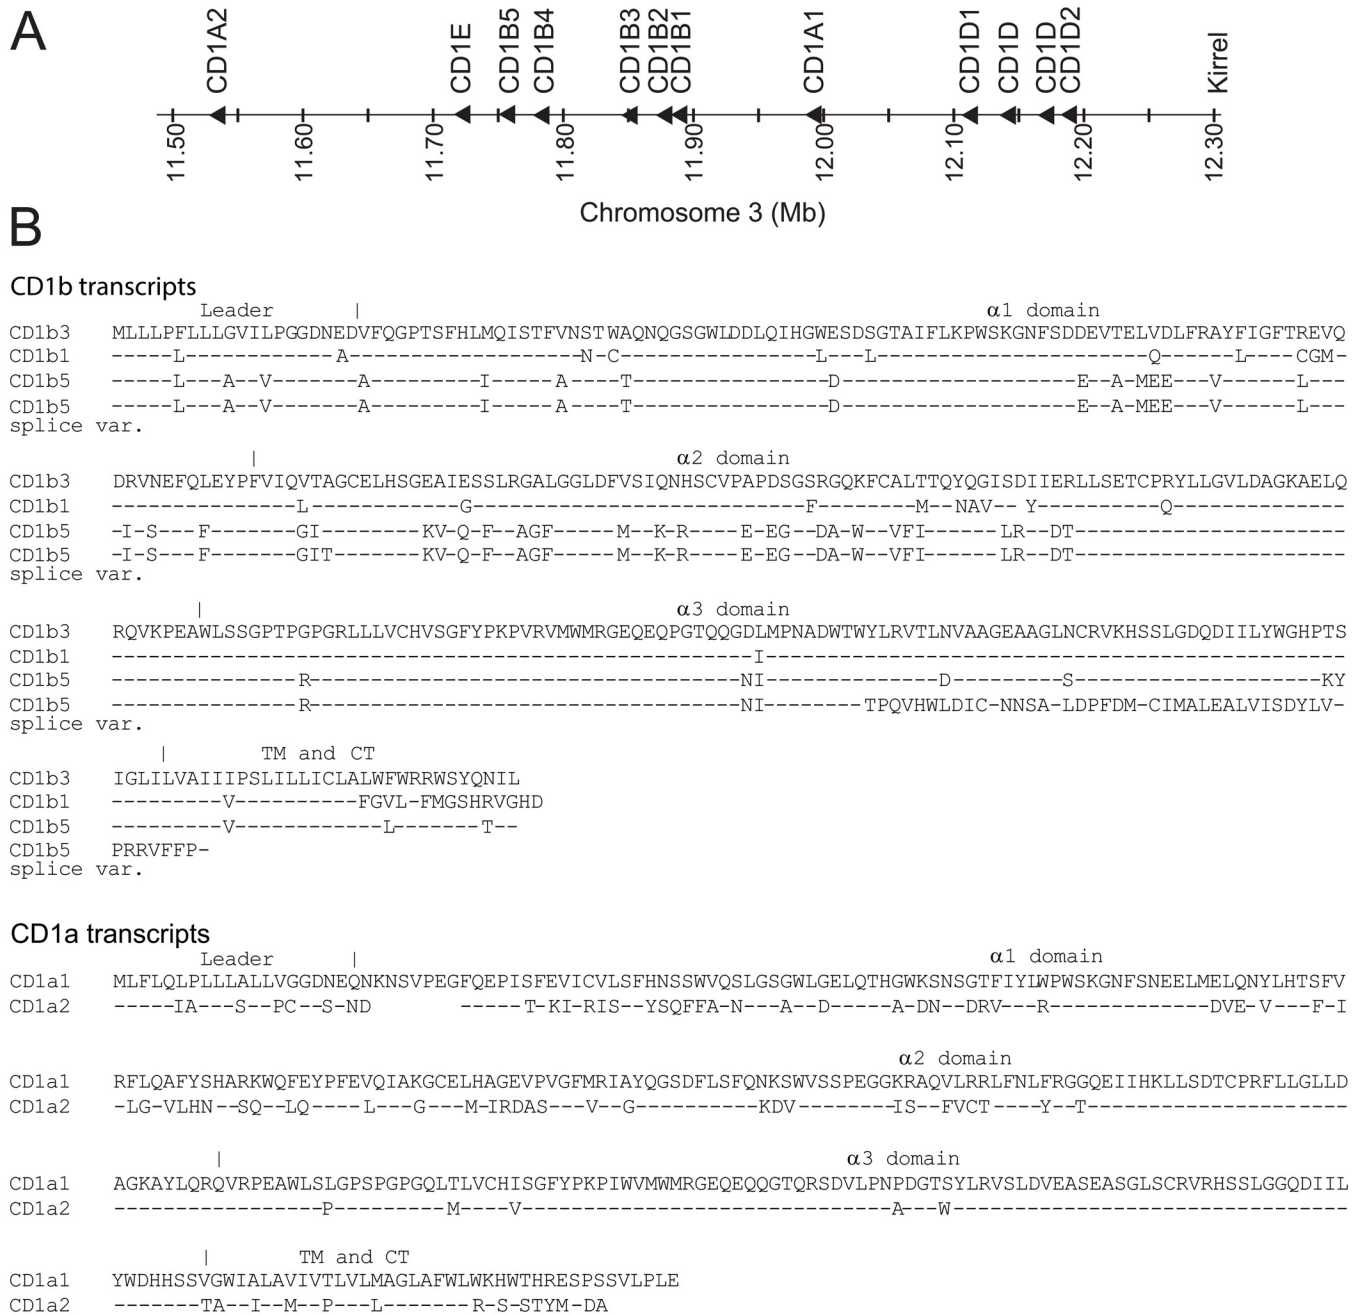 A
CD1A2 CD1E CD1B5 CD1B4 CD1B3 CD1B2 CD1B1 CD1A1 CD1D1 CD1D CD1D CD1D2 Kirrel
11.50 11.60 11.70 11.80 11.90 12.00 12.10 12.20 12.30
Chromosome 3 (Mb)
B
CD1b transcripts
Leader | α1 domain
CD1b3 MLLLPFLLLGVILPGGDNEDVFQGPTSFHLMQISTFVNSTWAQNQGSGWLDDLQIHGWESDSGTAIFLKPWSKGNFSDDEVTELVDLFRAYFIGFTREVQ
CD1b1 -----L------------A-------------------N-C----------------L---L----------------------Q------L----CGM-
CD1b5 -----L---A--V-------A---------I-----A----T----------------D-------------------E--A-MEE---V------L---
CD1b5 -----L---A--V-------A---------I-----A----T----------------D-------------------E--A-MEE---V------L---
splice var.
| α2 domain
CD1b3 DRVNEFQLEYPFVIQVTAGCELHSGEAIESSLRGALGGLDFVSIQNHSCVPAPDSGSRGQKFCALTTQYQGISDIIERLLSETCPRYLLGVLDAGKAELQ
CD1b1 ---------------L------------G---------------------------F--------M--NAV-- Y----------Q--------------
CD1b5 -I-S---F-------GI--------KV-Q-F--AGF-----M--K-R----E-EG--DA-W--VFI------LR--DT----------------------
CD1b5 -I-S---F-------GIT-------KV-Q-F--AGF-----M--K-R----E-EG--DA-W--VFI------LR--DT----------------------
splice var.
| α3 domain
CD1b3 RQVKPEAWLSSGPTPGPGRLLLVCHVSGFYPKPVRVMWMRGEQEQPGTQQGDLMPNADWTWYLRVTLNVAAGEAAGLNCRVKHSSLGDQDIILYWGHPTS
CD1b1 ----------------------------------------------------I-----------------------------------------------
CD1b5 ---------------R-----------------------------------NI--------------D---------S--------------------KY
CD1b5 ---------------R-----------------------------------NI--------TPQVHWLDIC-NNSA-LDPFDM-CIMALEALVISDYLV-
splice var.
| TM and CT
CD1b3 IGLILVAIIIPSLILLICLALWFWRRWSYQNIL
CD1b1 ---------V----------FGVL-FMGSHRVGHD
CD1b5 ---------V------------L-------T--
CD1b5 PRRVFFP-
splice var.
CD1a transcripts
Leader | α1 domain
CD1a1 MLFLQLPLLLALLVGGDNEQNKNSVPEGFQEPISFEVICVLSFHNSSWVQSLGSGWLGELQTHGWKSNSGTFIYLWPWSKGNFSNEELMELQNYLHTSFV
CD1a2 -----IA---S--PC--S-ND -----T-KI-RIS--YSQFFA-N---A--D-----A-DN--DRV---R-------------DVE-V---F-I
α2 domain
CD1a1 RFLQAFYSHARKWQFEYPFEVQIAKGCELHAGEVPVGFMRIAYQGSDFLSFQNKSWVSSPEGGKRAQVLRRLFNLFRGGQEIIHKLLSDTCPRFLLGLLD
CD1a2 -LG-VLHN--SQ--LQ----L---G---M-IRDAS---V--G----------KDV--------IS--FVCT----Y--T---------------------
| α3 domain
CD1a1 AGKAYLQRQVRPEAWLSLGPSPGPGQLTLVCHISGFYPKPIWVMWMRGEQEQQGTQRSDVLPNPDGTSYLRVSLDVEASEASGLSCRVRHSSLGGQDIIL
CD1a2 -----------------P---------M----V------------------------------A---W--------------------------------
| TM and CT
CD1a1 YWDHHSSVGWIALAVIVTLVLMAGLAFWLWKHWTHRESPSSVLPLE
CD1a2 -------TA--I--M--P---L-------R-S-STYM-DA